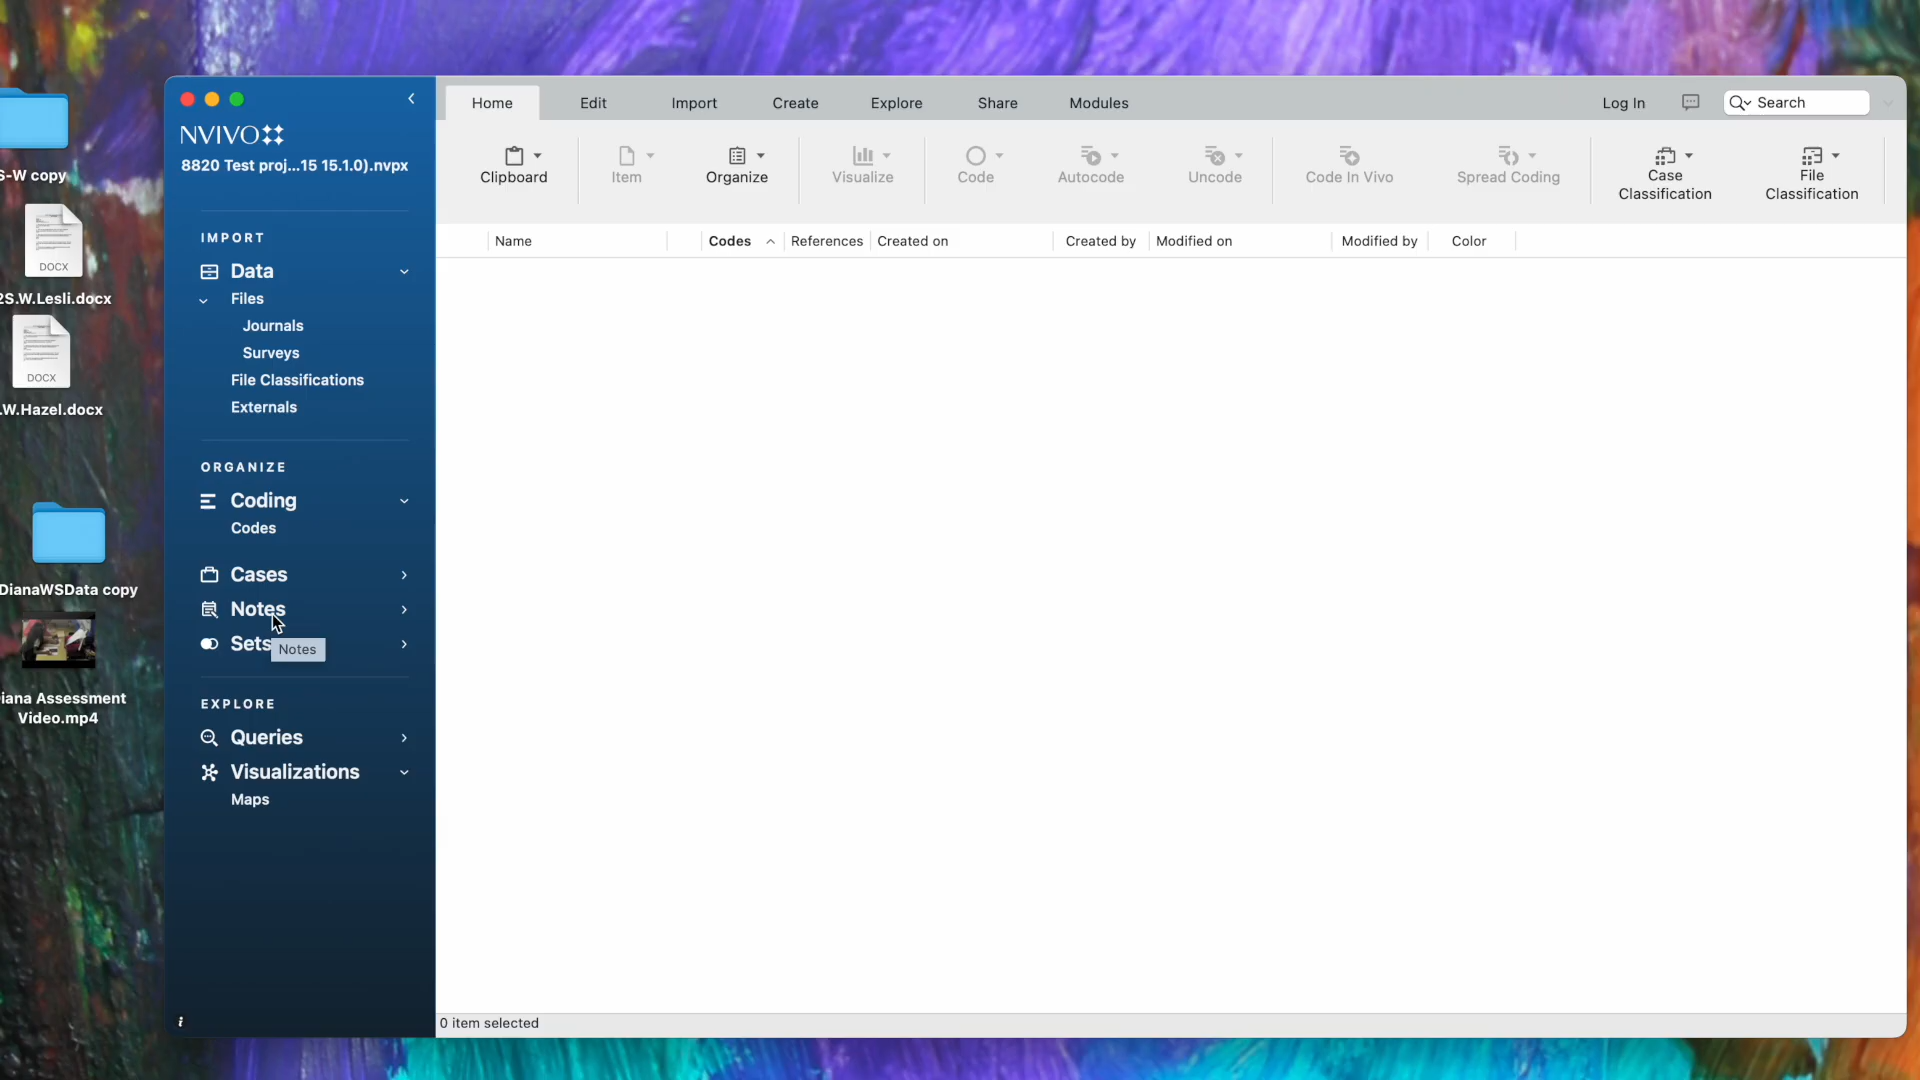 S-W copy
DOCX
2S.W.Lesli.docx
DOCX
.W.Hazel.docx
DianaWSData copy
iana Assessment
Video.mp4
NVIVO
8820 Test proj...15 15.1.0).nvpx
IMPORT
Data
Files
Journals
Surveys
File Classifications
Externals
ORGANIZE
Coding
Codes
Cases
Notes
Sets
Notes
EXPLORE
Queries
Visualizations
Maps
i
Home Edit Import Create Explore Share Modules Log In Search
Clipboard Item Organize Visualize Code Autocode Uncode Code In Vivo Spread Coding Case Classification File Classification
Name Codes References Created on Created by Modified on Modified by Color
0 item selected